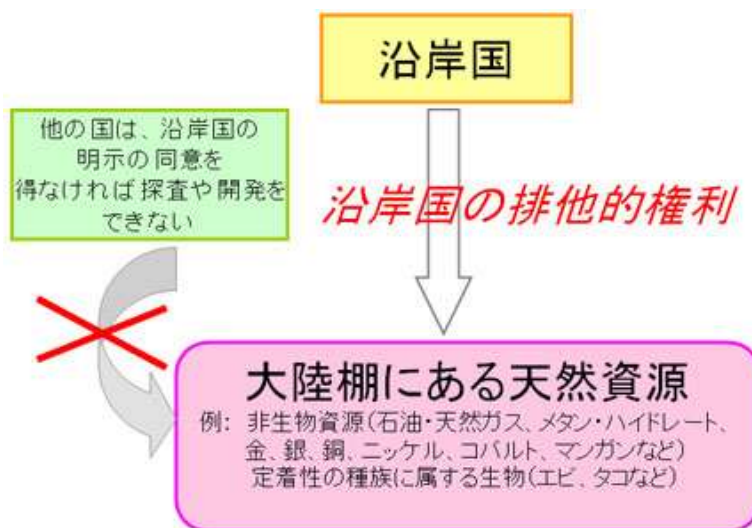 沿岸国
他の国は、沿岸国の
明示の同意を
得なければ探査や開発を
できない
沿岸国の排他的権利
大陸棚にある天然資源
例: 非生物資源(石油・天然ガス、メタン・ハイドレート、
金、銀、銅、ニッケル、コバルト、マンガンなど)
定着性の種族に属する生物(エビ、タコなど)